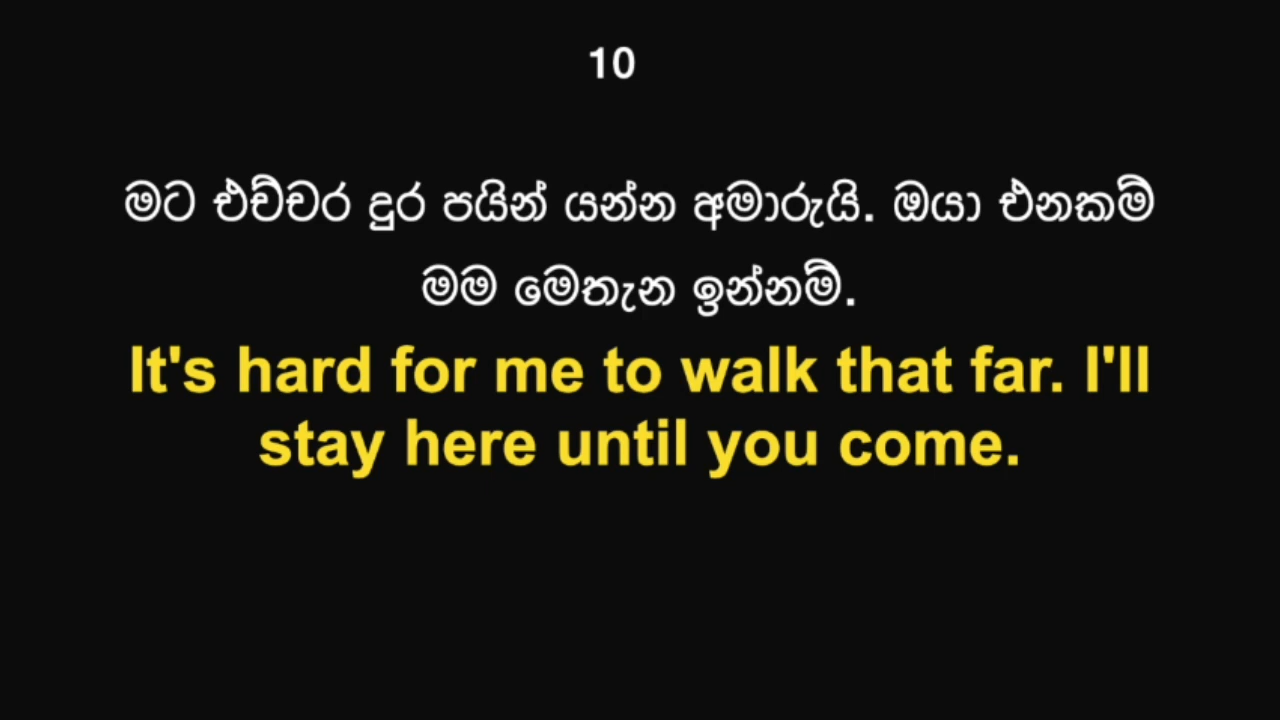 10
මට එච්චර දුර පයින් යන්න අමාරුයි. ඔයා එනකම්
මම මෙතැන ඉන්නම්.
It's hard for me to walk that far. I'll
stay here until you come.